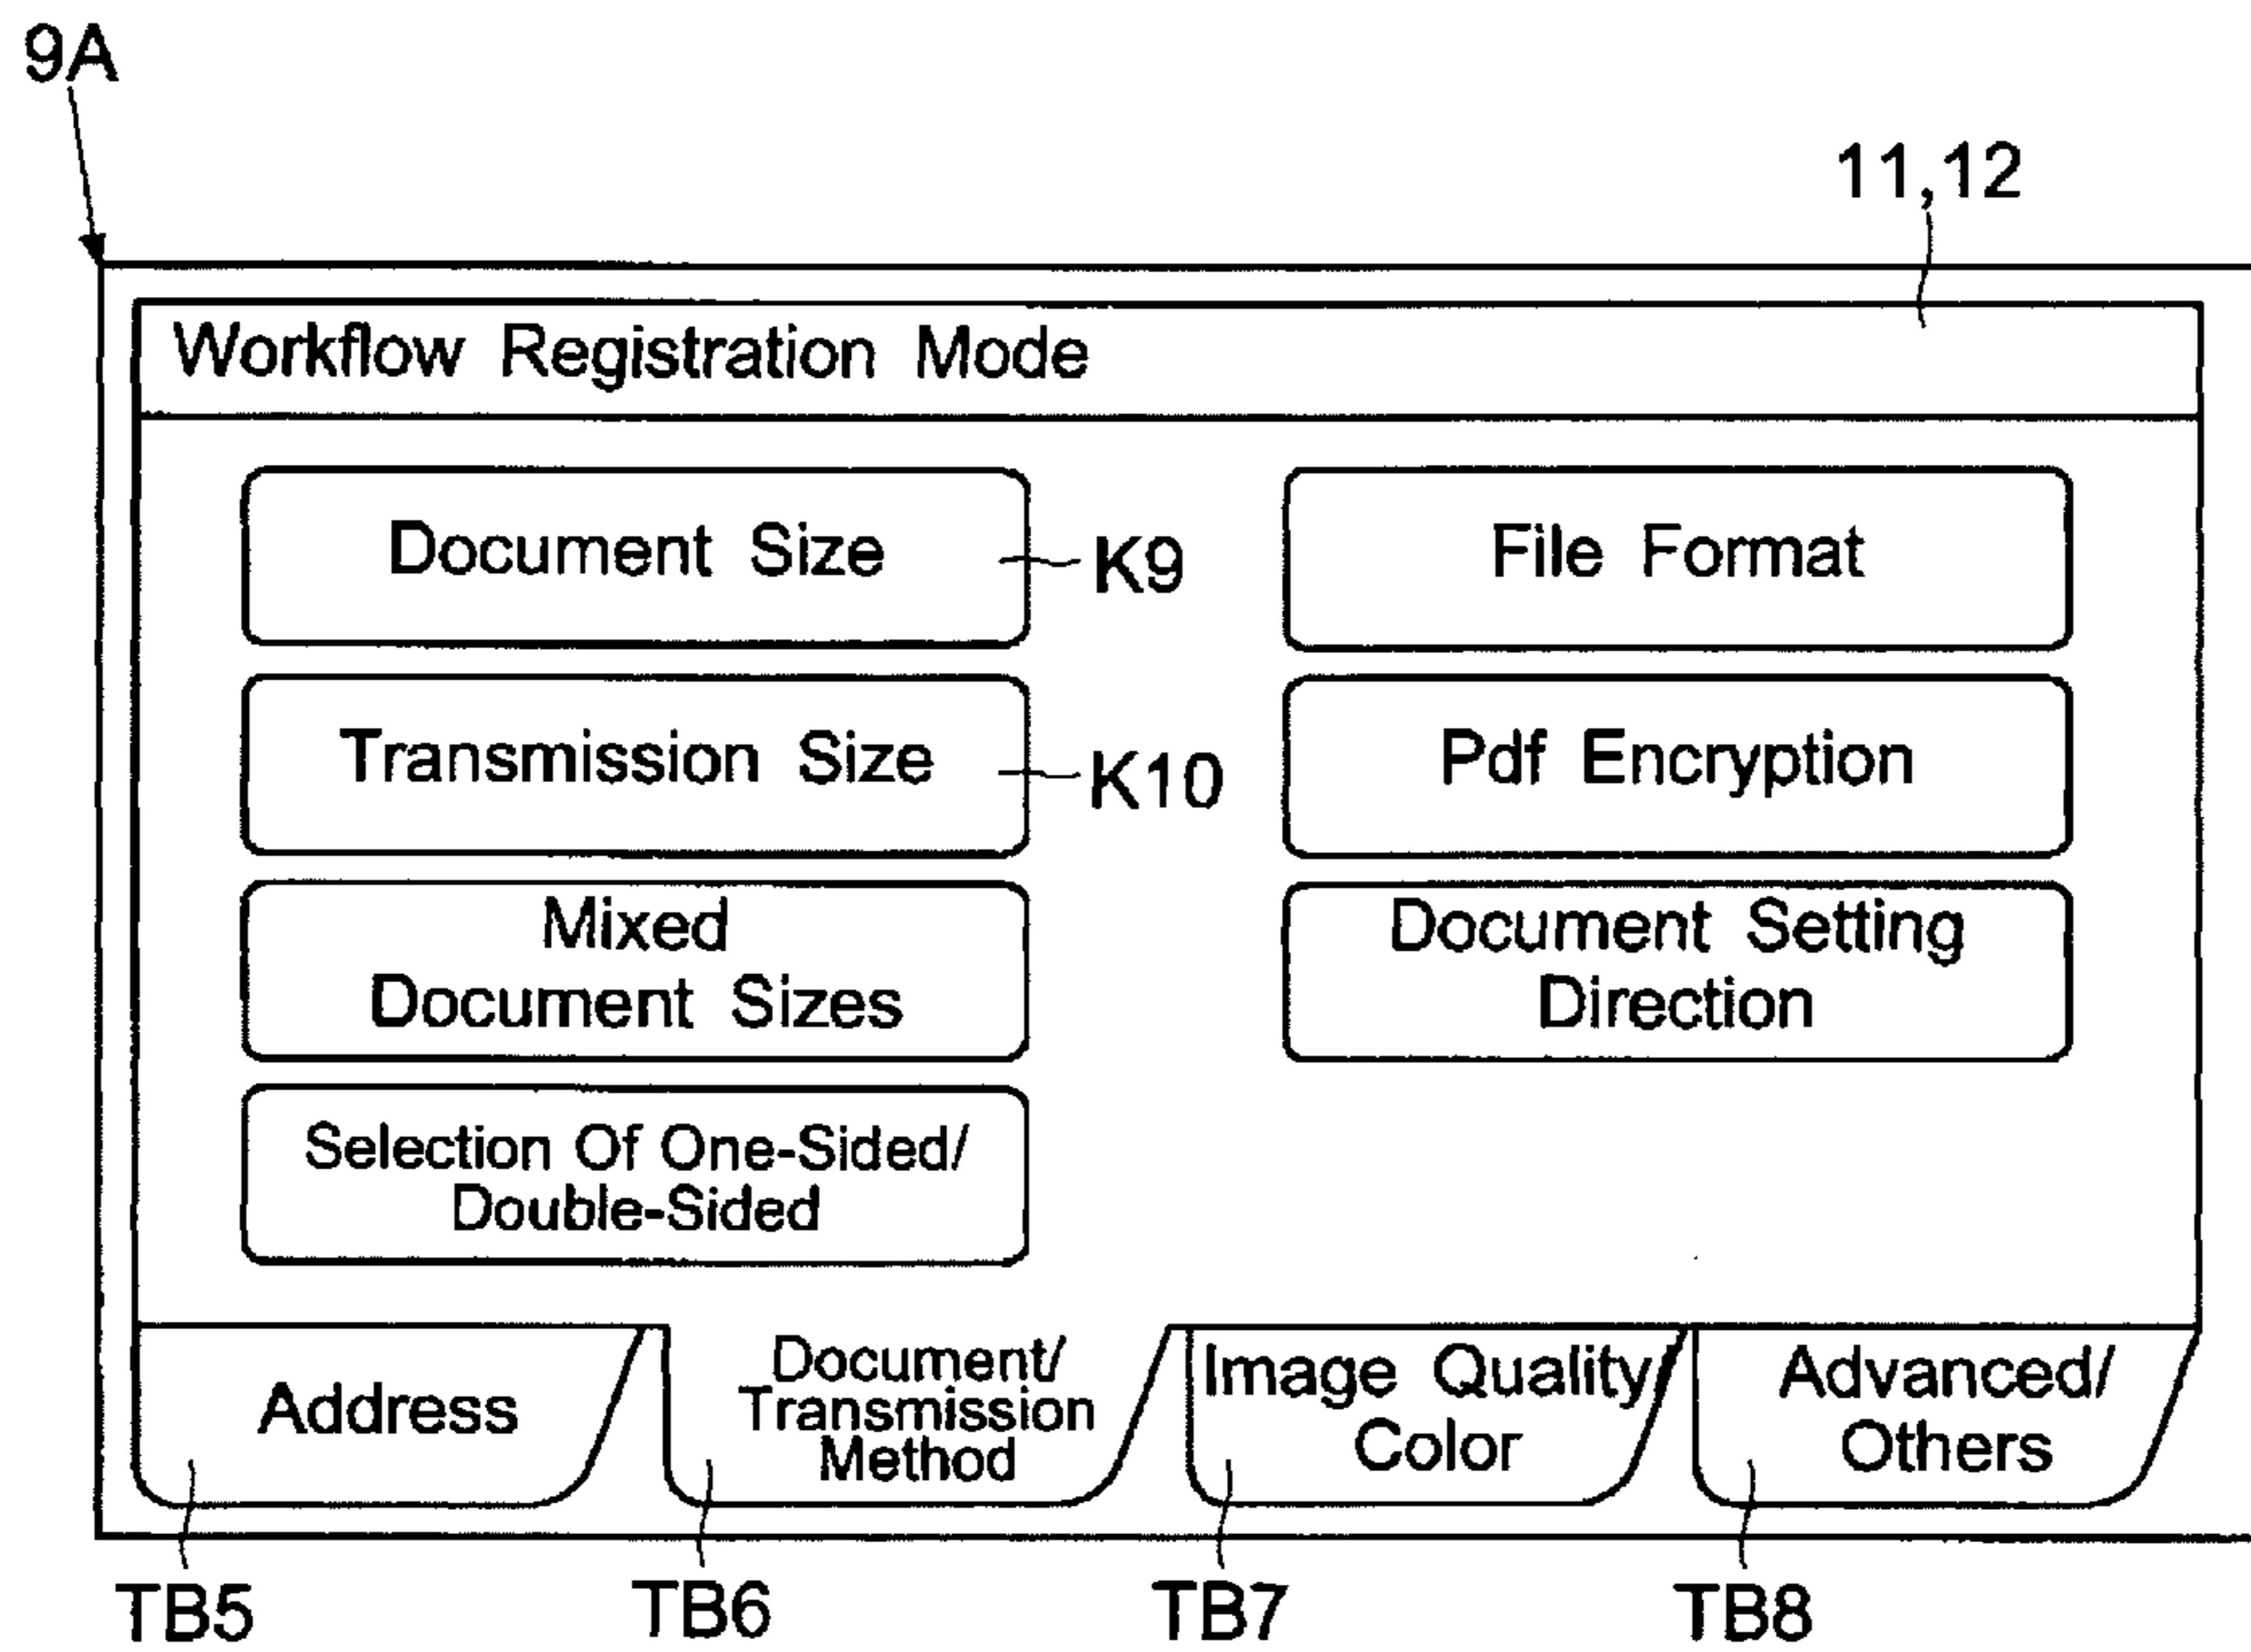 9A
11,12
Workflow Registration Mode
Document Size
K9
File Format
Transmission Size
K10
Pdf Encryption
Mixed
Document Sizes
Document Setting
Direction
Selection Of One-Sided/
Double-Sided
Address
Document/
Transmission
Method
Image Quality/
Color
Advanced/
Others
TB5
TB6
TB7
TB8